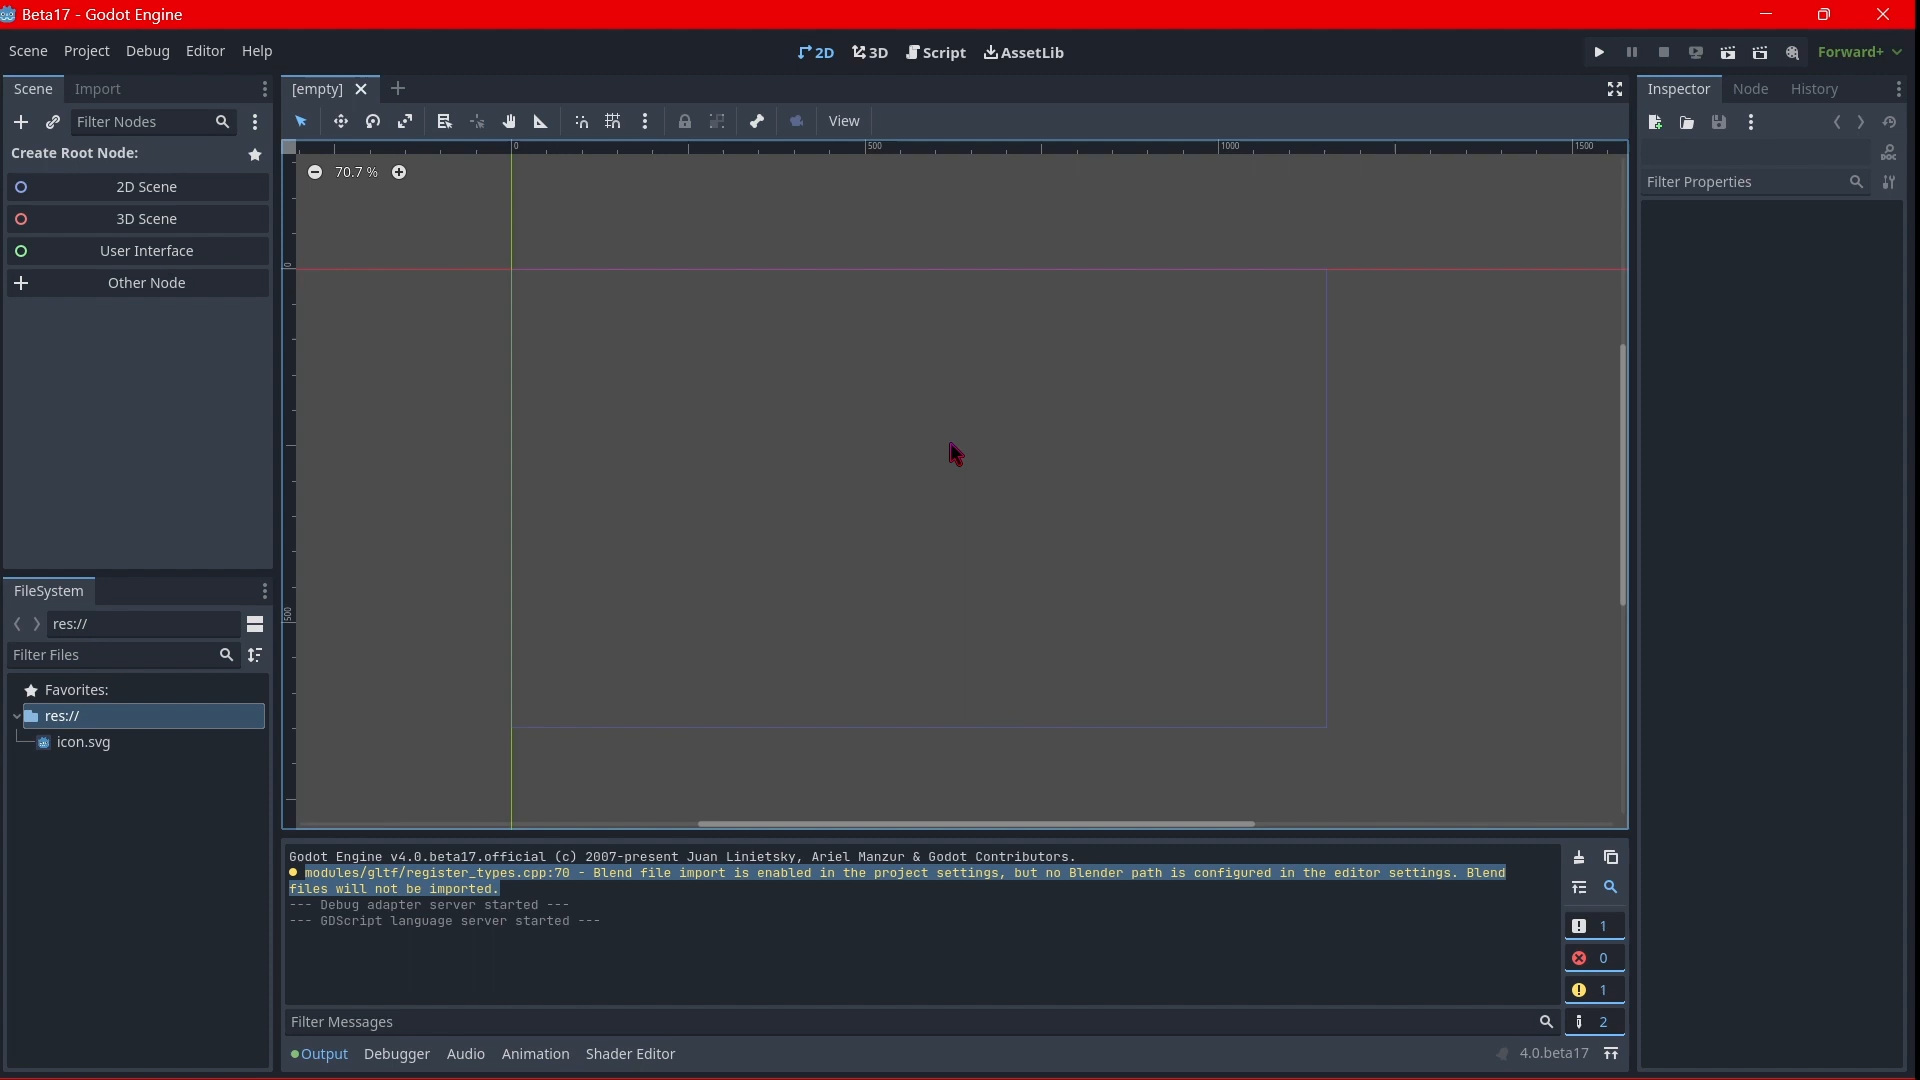 Beta17 - Godot Engine
Scene Project Debug Editor Help
2D 3D Script AssetLib
Forward+
Scene Import
[empty]
Inspector Node History
Filter Nodes
View
Create Root Node:
0 500 1000 1500
DOC
70.7 %
2D Scene
Filter Properties
3D Scene
User Interface
0
Other Node
FileSystem
500
res://
Filter Files
Favorites:
res://
icon.svg
Godot Engine v4.0.beta17.official (c) 2007-present Juan Linietsky, Ariel Manzur & Godot Contributors.
modules/gltf/register_types.cpp:70 - Blend file import is enabled in the project settings, but no Blender path is configured in the editor settings. Blend
files will not be imported.
--- Debug adapter server started ---
--- GDScript language server started ---
1
0
1
Filter Messages
2
Output Debugger Audio Animation Shader Editor
4.0.beta17